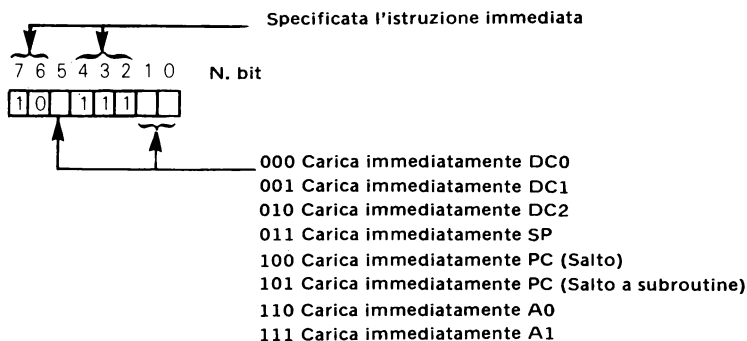 Specificata l'istruzione immediata
7 6 5 4 3 2 1 0 N. bit
1 0 1 1 1
000 Carica immediatamente DC0
001 Carica immediatamente DC1
010 Carica immediatamente DC2
011 Carica immediatamente SP
100 Carica immediatamente PC (Salto)
101 Carica immediatamente PC (Salto a subroutine)
110 Carica immediatamente A0
111 Carica immediatamente A1